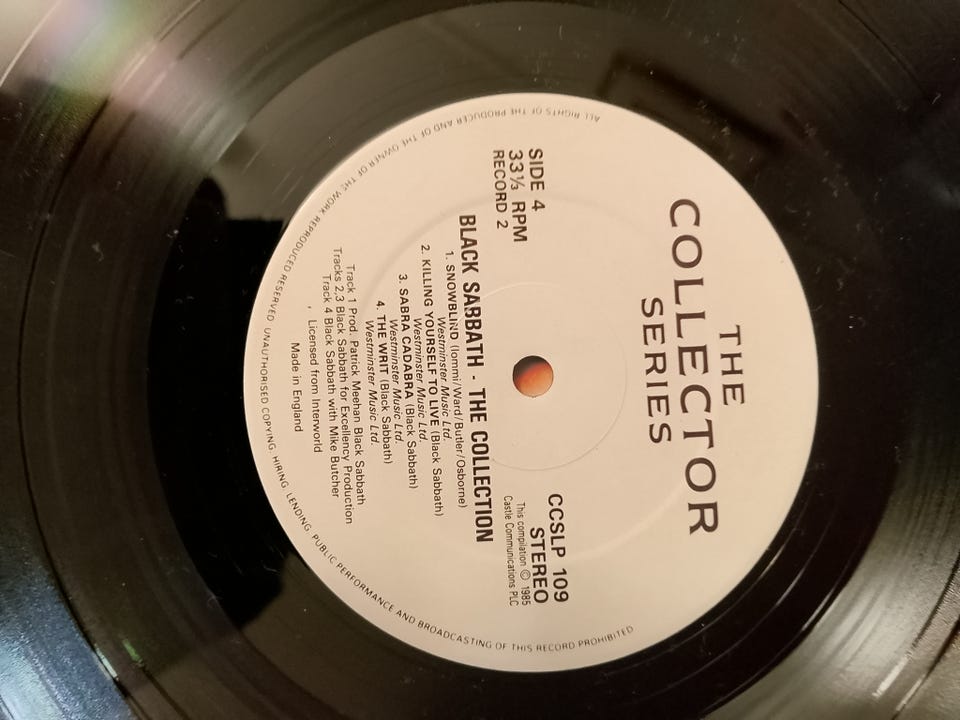 THE
COLLECTOR
SERIES
SIDE 4
33⅓ RPM
RECORD 2
CCSLP 109
STEREO
This compilation © 1985
Castle Communications PLC
BLACK SABBATH - THE COLLECTION
1. SNOWBLIND (Iommi/Ward/Butler/Osborne)
Westminster Music Ltd.
2. KILLING YOURSELF TO LIVE (Black Sabbath)
Westminster Music Ltd.
3. SABRA CADABRA (Black Sabbath)
Westminster Music Ltd.
4. THE WRIT (Black Sabbath)
Westminster Music Ltd.
Track 1 Prod. Patrick Meehan Black Sabbath
Tracks 2,3 Black Sabbath for Excellency Production
Track 4 Black Sabbath with Mike Butcher
, Licensed from Interworld
Made in England
ALL RIGHTS OF THE PRODUCER AND OF THE OWNER OF THE WORK REPRODUCED RESERVED. UNAUTHORISED COPYING, HIRING, LENDING, PUBLIC PERFORMANCE AND BROADCASTING OF THIS RECORD PROHIBITED